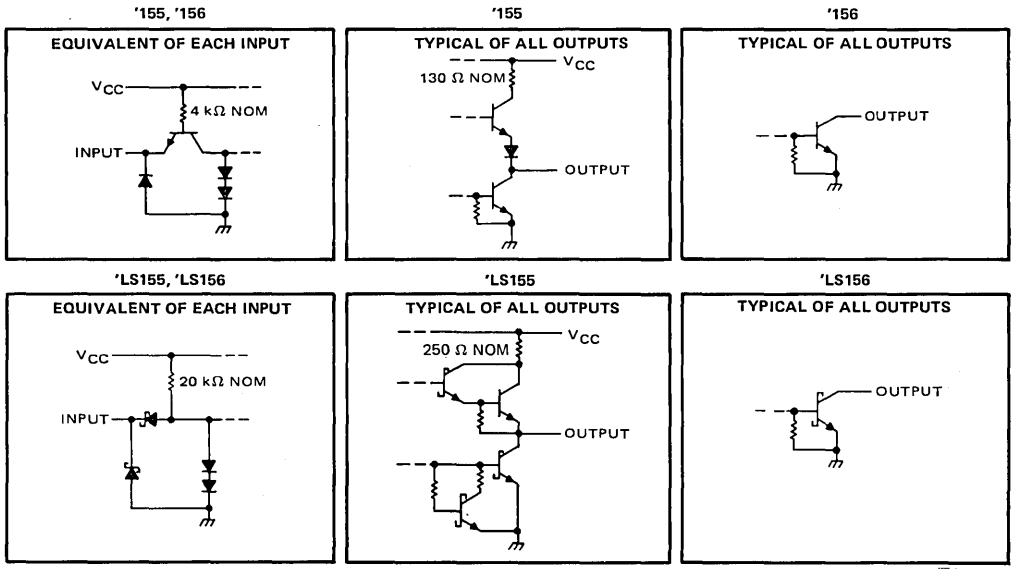 '155, '156
EQUIVALENT OF EACH INPUT
VCC
4 kΩ NOM
INPUT
'155
TYPICAL OF ALL OUTPUTS
VCC
130 Ω NOM
OUTPUT
'156
TYPICAL OF ALL OUTPUTS
OUTPUT
'LS155, 'LS156
EQUIVALENT OF EACH INPUT
VCC
20 kΩ NOM
INPUT
'LS155
TYPICAL OF ALL OUTPUTS
VCC
250 Ω NOM
OUTPUT
'LS156
TYPICAL OF ALL OUTPUTS
OUTPUT